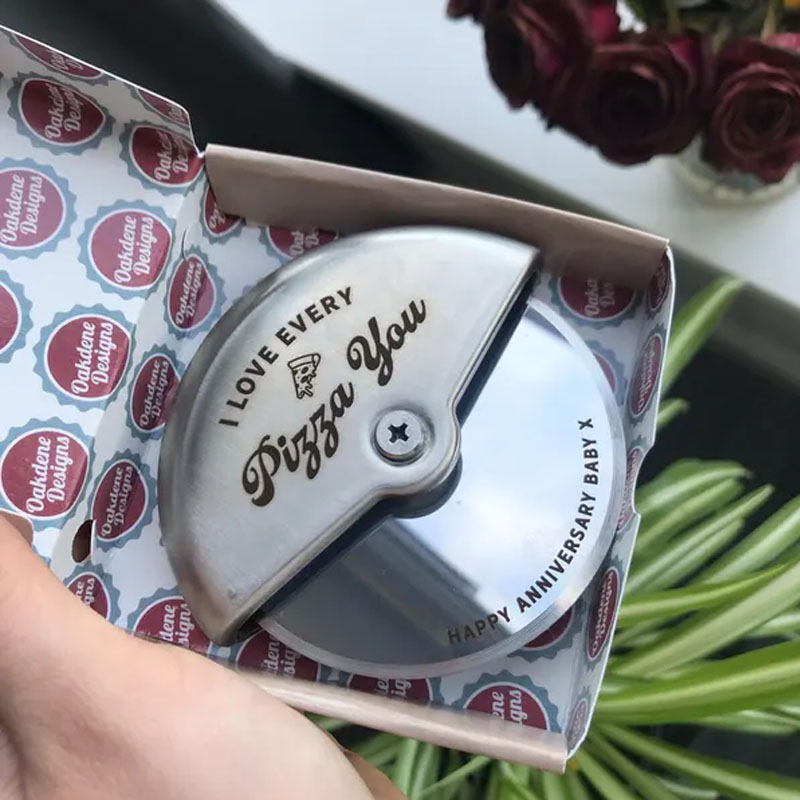 I LOVE EVERY
Pizza You
HAPPY ANNIVERSARY BABY X
Oakdene
Designs